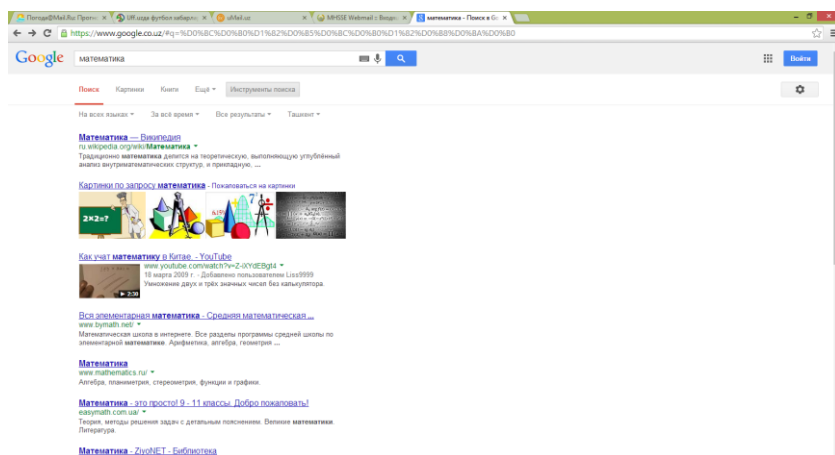 Погода@Mail.Ru: Прогн
Uff.uzда футбол хабарла
uMail.uz
MHSSE Webmail :: Входя
математика - Поиск в Go
https://www.google.co.uz/#q=%D0%BC%D0%B0%D1%82%D0%B5%D0%BC%D0%B0%D1%82%D0%B8%D0%BA%D0%B0
Google математика Войти
Поиск Картинки Книги Ещё Инструменты поиска
На всех языках За всё время Все результаты Ташкент
Математика — Википедия
ru.wikipedia.org/wiki/Математика
Традиционно математика делится на теоретическую, выполняющую углублённый
анализ внутриматематических структур, и прикладную, ...
Картинки по запросу математика - Пожаловаться на картинки
2×2=?
Как учат математику в Китае. - YouTube
www.youtube.com/watch?v=Z-iXYdEBgt4
18 марта 2009 г. - Добавлено пользователем Liss9999
Умножение двух и трёх значных чисел без калькулятора.
2:30
Вся элементарная математика - Средняя математическая ...
www.bymath.net/
Математическая школа в интернете. Все разделы программы средней школы по
элементарной математике. Арифметика, алгебра, геометрия ...
Математика
www.mathematics.ru/
Алгебра, планиметрия, стереометрия, функции и графики.
Математика - это просто! 9 - 11 классы. Добро пожаловать!
easymath.com.ua/
Теория, методы решения задач с детальным пояснением. Великие математики.
Литература.
Математика - ZiyoNET - Библиотека